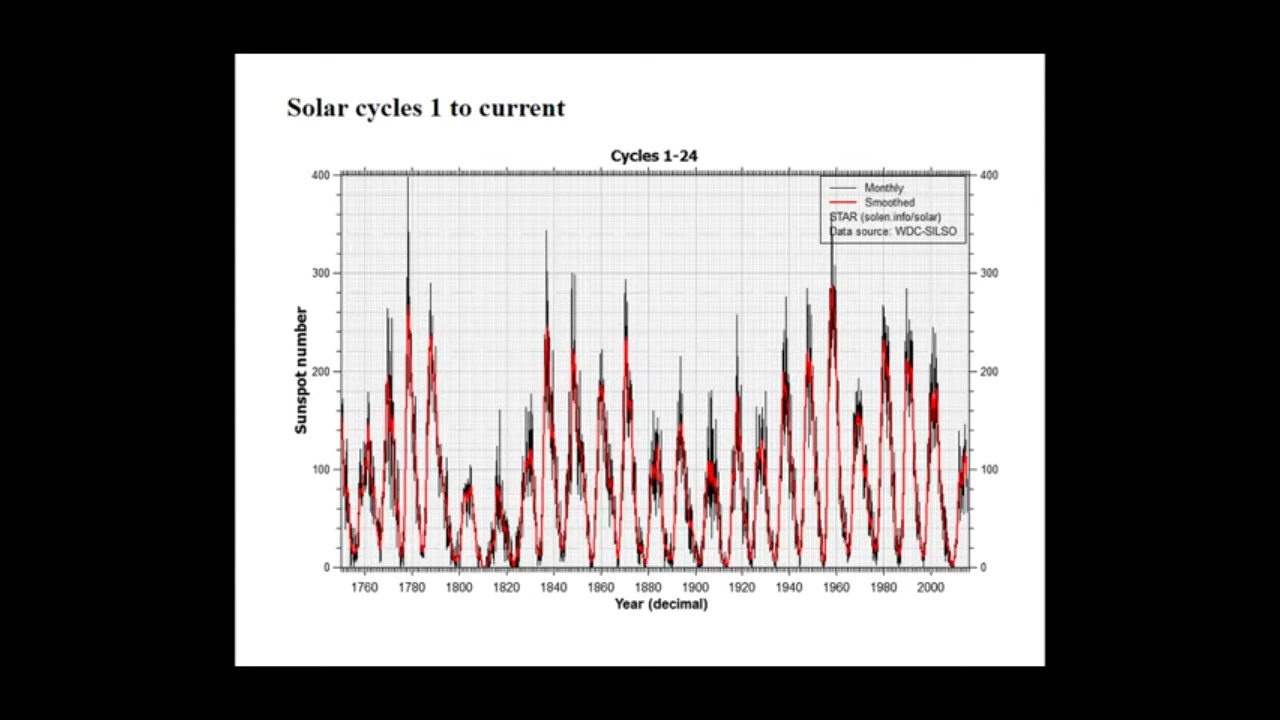 Solar cycles 1 to current
Cycles 1-24
400
300
200
100
0
Sunspot number
400
300
200
100
0
Monthly
Smoothed
STAR (solen.info/solar)
Data source: WDC-SILSO
1760 1780 1800 1820 1840 1860 1880 1900 1920 1940 1960 1980 2000
Year (decimal)